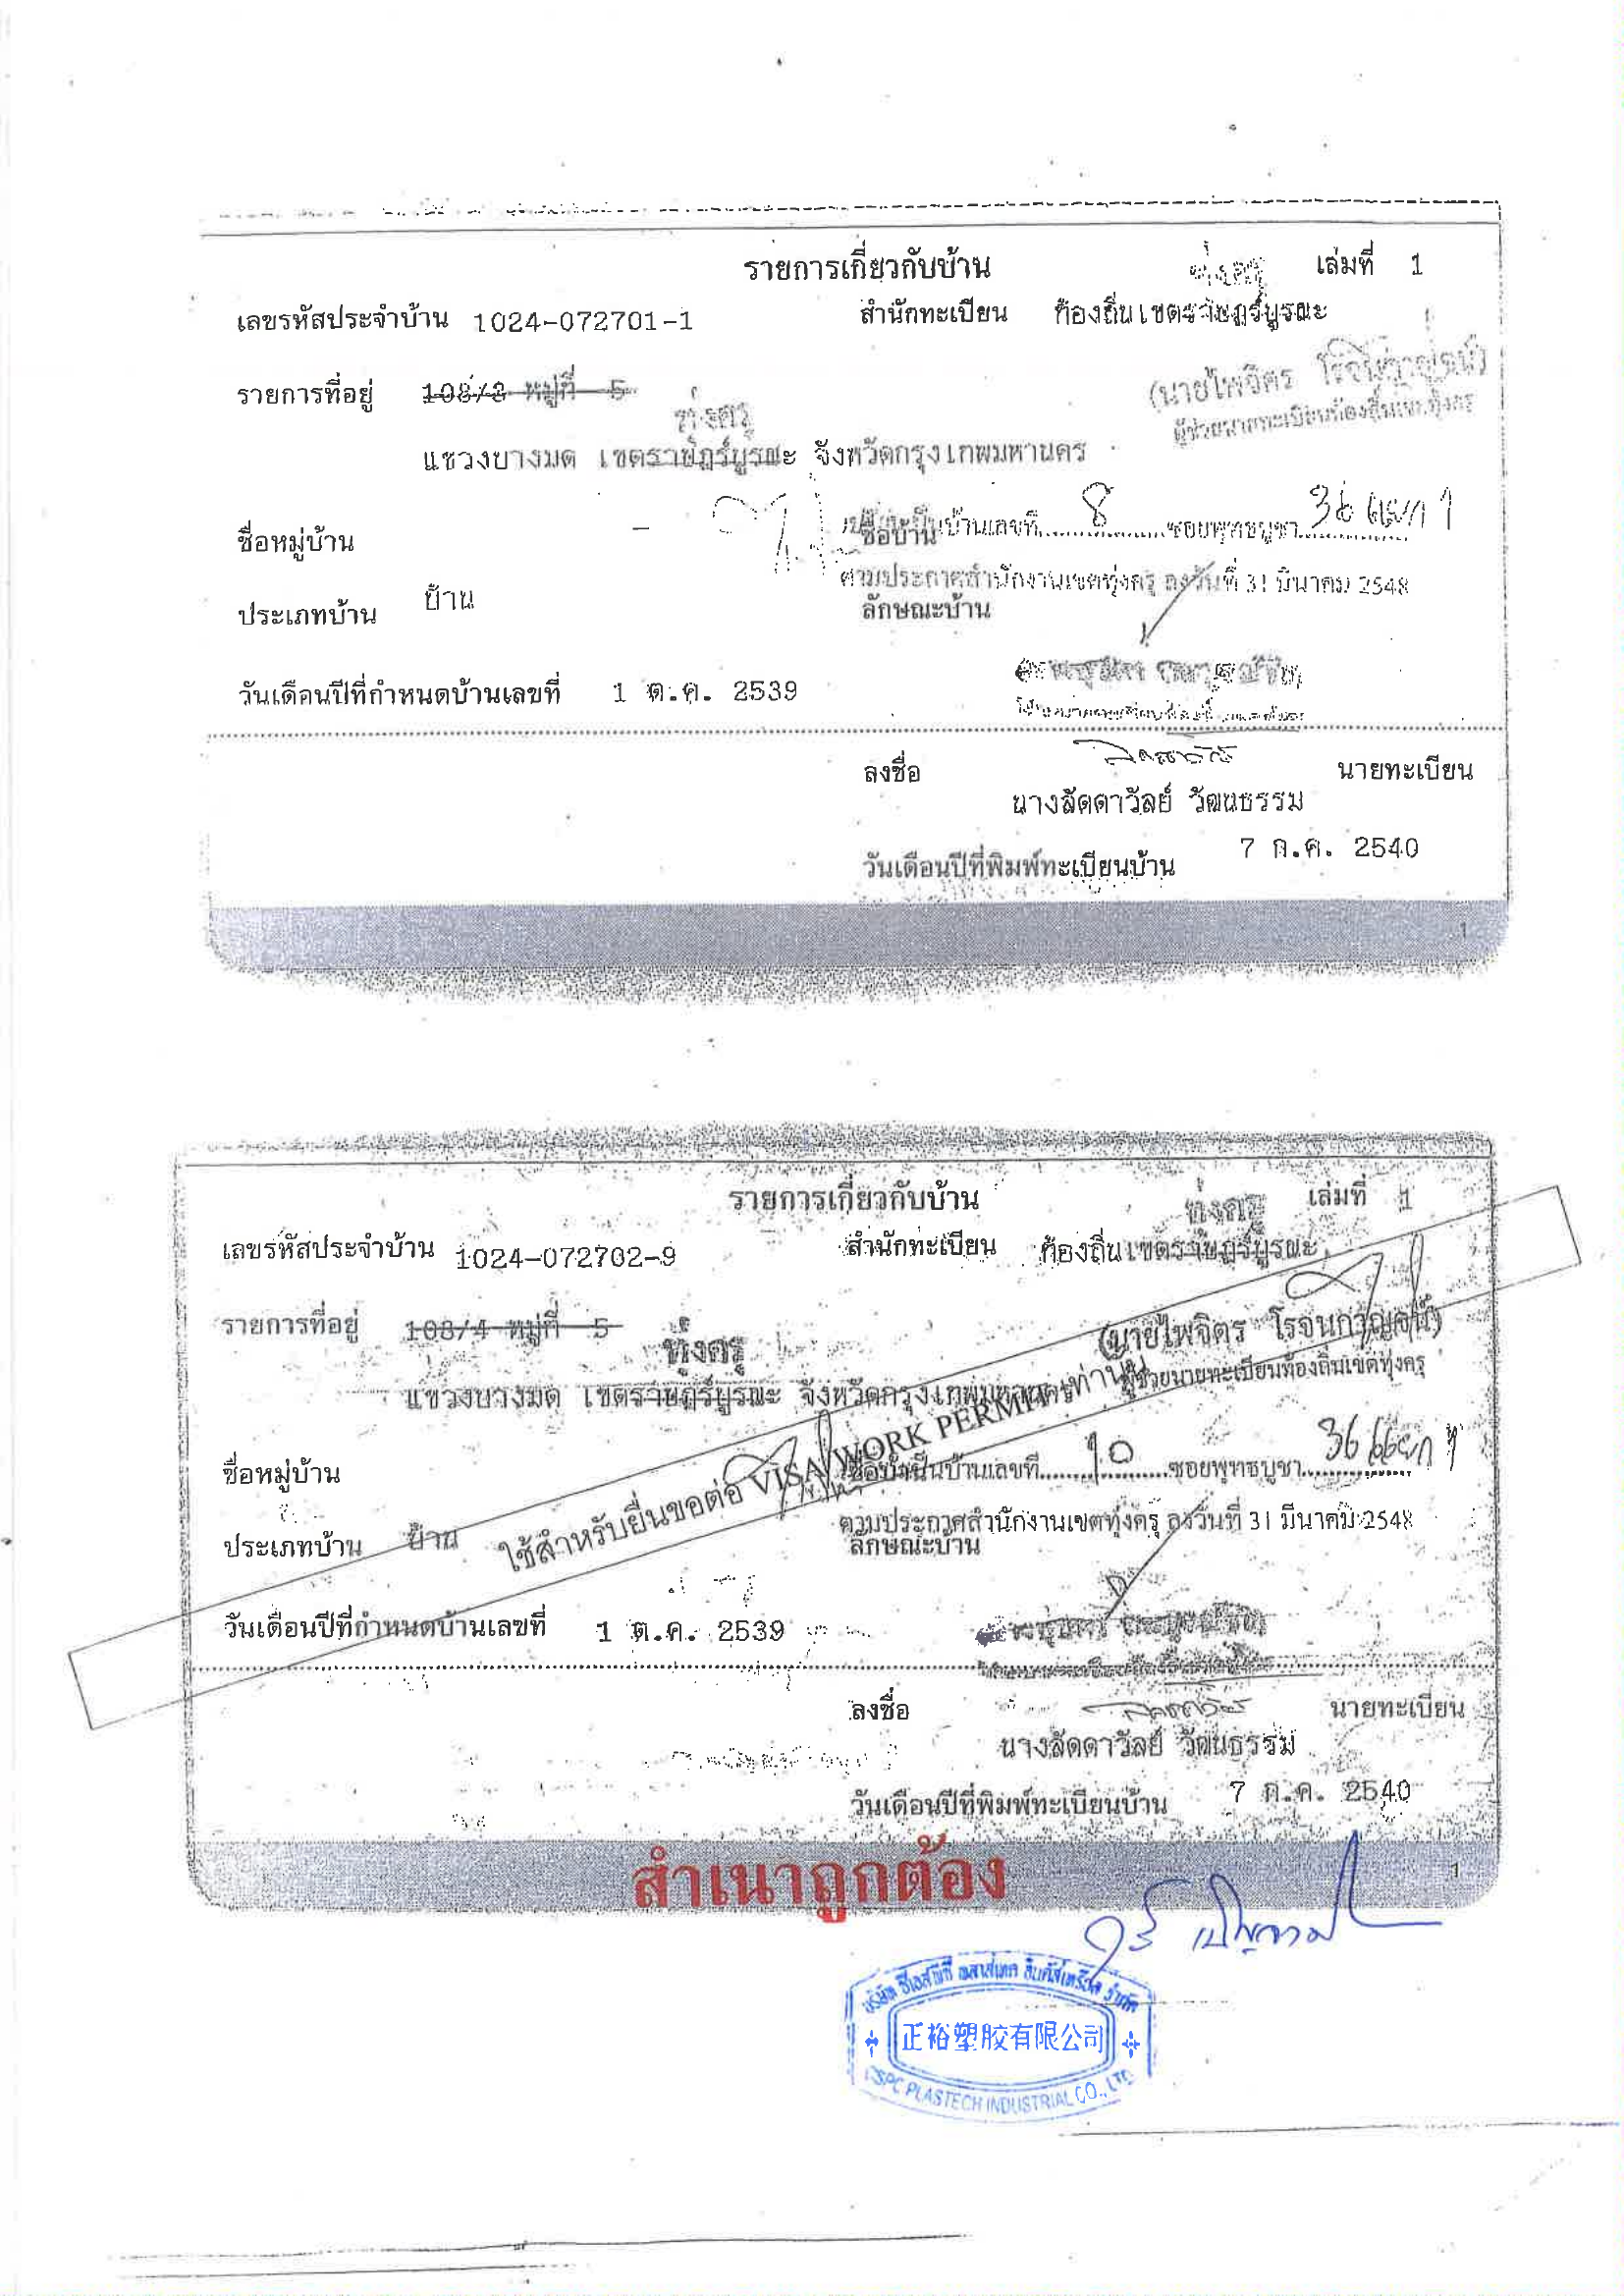 รายการเกี่ยวกับบ้าน ทุ่งครุ เล่มที่ 1
เลขรหัสประจำบ้าน 1024-072701-1 สำนักทะเบียน ท้องถิ่นเขตราษฎร์บูรณะ
รายการที่อยู่ 108/3 หมู่ที่ 5
(นายไพจิตร โรจนกาญจน์)
ผู้ช่วยนายทะเบียนท้องถิ่นเขตทุ่งครุ
ทุ่งครุ
แขวงบางมด เขตราษฎร์บูรณะ จังหวัดกรุงเทพมหานคร
ชื่อหมู่บ้าน - ชื่อบ้าน
เป็นบ้านเลขที่ 8 ซอยพุทธบูชา 36 แยก 1
ตามประกาศสำนักงานเขตทุ่งครุ ลงวันที่ 31 มีนาคม 2548
ประเภทบ้าน บ้าน ลักษณะบ้าน
วันเดือนปีที่กำหนดบ้านเลขที่ 1 ต.ค. 2539
ลงชื่อ นายทะเบียน
นางลัดดาวัลย์ วัฒนธรรม
วันเดือนปีที่พิมพ์ทะเบียนบ้าน 7 ก.ค. 2540
1
รายการเกี่ยวกับบ้าน ทุ่งครุ เล่มที่ 1
เลขรหัสประจำบ้าน 1024-072702-9 สำนักทะเบียน ท้องถิ่นเขตราษฎร์บูรณะ
รายการที่อยู่ 108/4 หมู่ที่ 5
ทุ่งครุ
(นายไพจิตร โรจนกาญจน์)
ผู้ช่วยนายทะเบียนท้องถิ่นเขตทุ่งครุ
แขวงบางมด เขตราษฎร์บูรณะ จังหวัดกรุงเทพมหานคร
ใช้สำหรับยื่นขอต่อ VISA/WORK PERMIT เท่านั้น
ชื่อหมู่บ้าน ชื่อบ้าน
เป็นบ้านเลขที่ 10 ซอยพุทธบูชา 36 แยก 1
ตามประกาศสำนักงานเขตทุ่งครุ ลงวันที่ 31 มีนาคม 2548
ประเภทบ้าน บ้าน ลักษณะบ้าน
วันเดือนปีที่กำหนดบ้านเลขที่ 1 ต.ค. 2539
ลงชื่อ นายทะเบียน
นางลัดดาวัลย์ วัฒนธรรม
วันเดือนปีที่พิมพ์ทะเบียนบ้าน 7 ก.ค. 2540
1
สำเนาถูกต้อง
บริษัท ซีเอสพีซี พลาสเทค อินดัสเทรียล จำกัด
正裕塑胶有限公司
CSPC PLASTECH INDUSTRIAL CO., LTD.